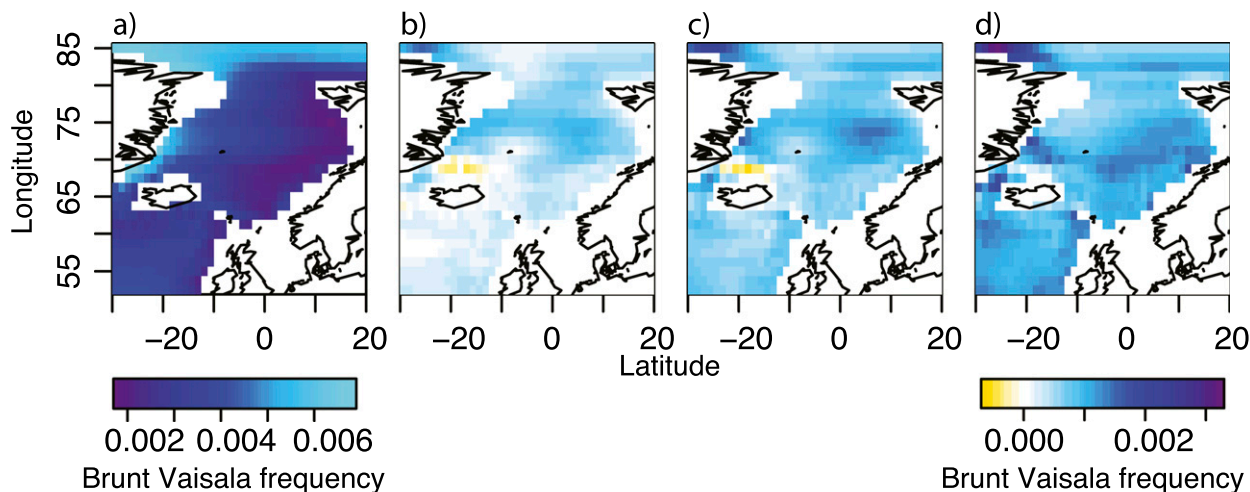 a) b) c) d)
85
75
65
55
Longitude
−20 0 20 −20 0 20 −20 0 20 −20 0 20
Latitude
0.002 0.004 0.006
Brunt Vaisala frequency
0.000 0.002
Brunt Vaisala frequency